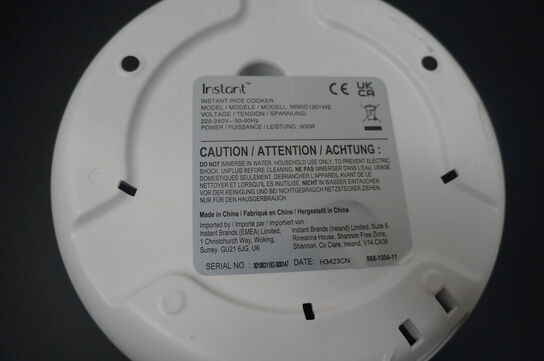 Instant™
INSTANT RICE COOKER
MODEL / MODÈLE / MODELL: MRRC1201WE
VOLTAGE / TENSION / SPANNUNG:
220-240V~ 50-60Hz
POWER / PUISSANCE / LEISTUNG: 600W
CE UK
CA
CAUTION / ATTENTION / ACHTUNG :
DO NOT IMMERSE IN WATER. HOUSEHOLD USE ONLY. TO PREVENT ELECTRIC
SHOCK, UNPLUG BEFORE CLEANING. NE PAS IMMERGER DANS L'EAU. USAGE
DOMESTIQUES SEULEMENT. DEBRANCHER L'APPAREIL AVANT DE LE
NETTOYER ET LORSQU'IL EST INUTILISE. NICHT IN WASSER EINTAUCHEN.
VOR DER REINIGUNG UND BEI NICHTGEBRAUCH NETZSTECKER ZIEHEN.
NUR FÜR DEN HAUSGEBRAUCH
Made in China / Fabriqué en Chine / Hergestellt in China
Imported by / Importé par / Importiert von :
Instant Brands (EMEA) Limited,
1 Christchurch Way, Woking,
Surrey. GU21 6JG, UK
Instant Brands (Ireland) Limited, Suite 6,
Rineanna House, Shannon Free Zone,
Shannon, Co Clare, Ireland, V14 CA36
SERIAL NO. : 0010631182-000147 DATE: H3423CN 868-1504-11